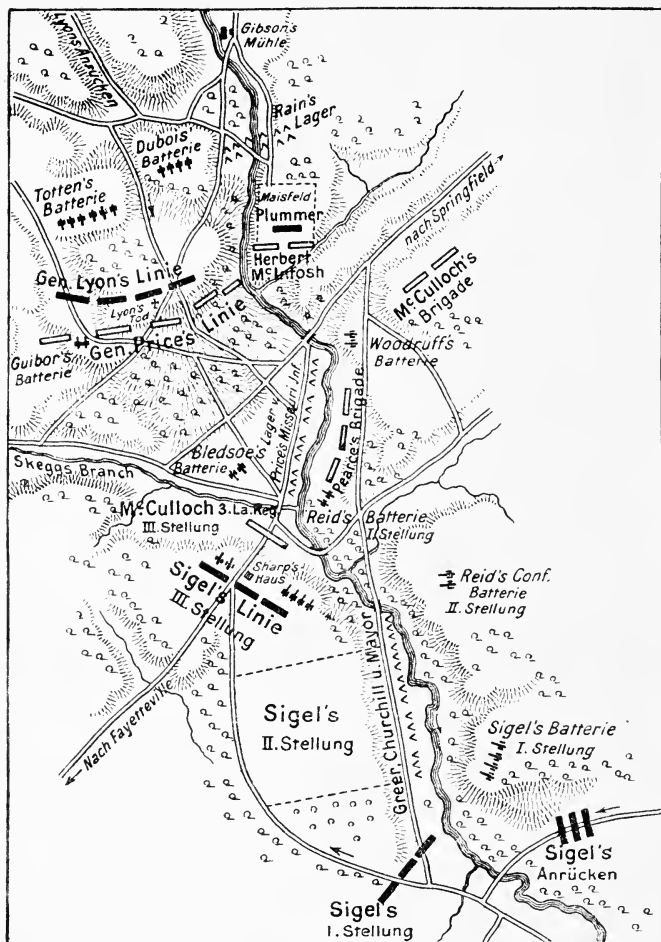 Gibson's
Mühle
Lyons Anrücken
Rain's
Lager
Dubois
Batterie
Totten's
Batterie
Maisfeld
Plummer
nach Springfield
Herbert
Mc.Intosh
Gen. Lyon's Linie
McCulloch's
Brigade
Lyon's
Tod
Gen. Price's Linie
Guibor's
Batterie
Woodruff's
Batterie
Lager v.
Price's Missouri Inf.
Pearce's Brigade
Bledsoe's
Batterie
Skeggs Branch
McCulloch 3. La. Reg.
III. Stellung
Reid's Batterie
I. Stellung
Sharp's
Haus
Sigel's Linie
III. Stellung
Reid's Conf.
Batterie
II. Stellung
Nach Fayetteville
Sigel's
II. Stellung
Greer Churchill u Mayor
Sigel's Batterie
I. Stellung
Sigel's
Anrücken
Sigel's
I. Stellung